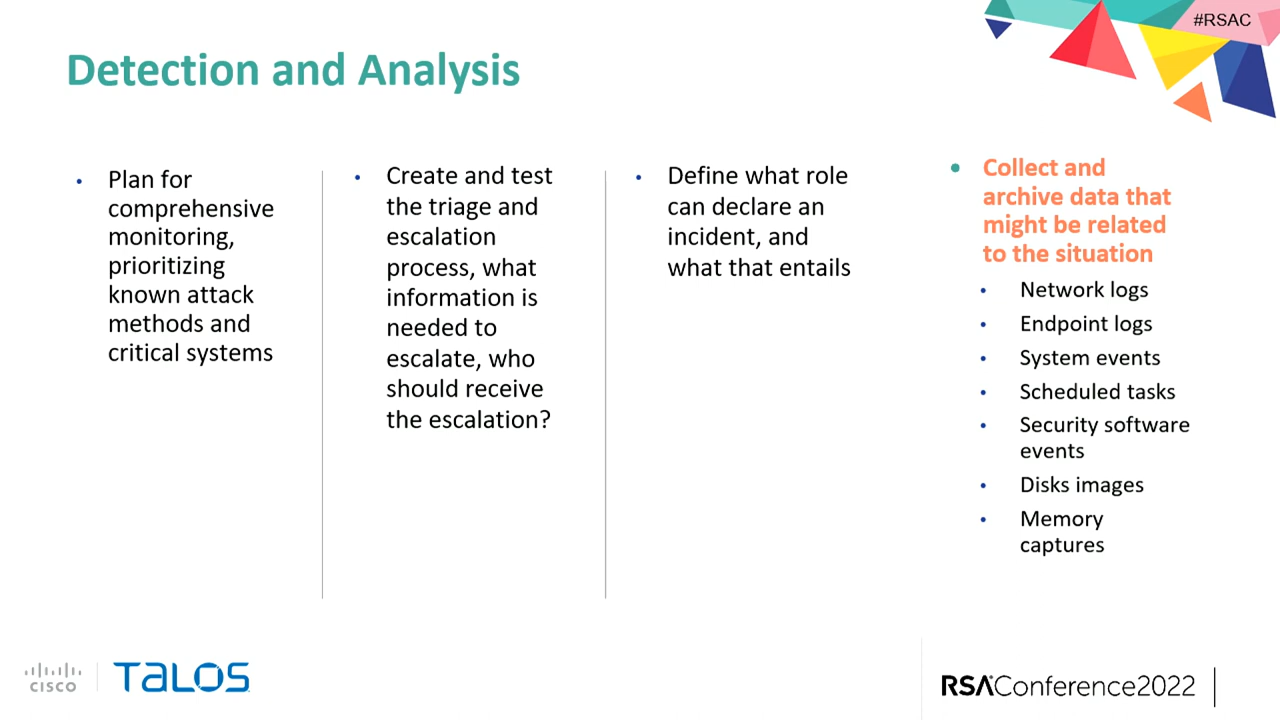 #RSAC
Detection and Analysis
• Plan for
comprehensive
monitoring,
prioritizing
known attack
methods and
critical systems
• Create and test
the triage and
escalation
process, what
information is
needed to
escalate, who
should receive
the escalation?
• Define what role
can declare an
incident, and
what that entails
• Collect and
archive data that
might be related
to the situation
• Network logs
• Endpoint logs
• System events
• Scheduled tasks
• Security software
events
• Disks images
• Memory
captures
CISCO
TALOS
RSAConference2022